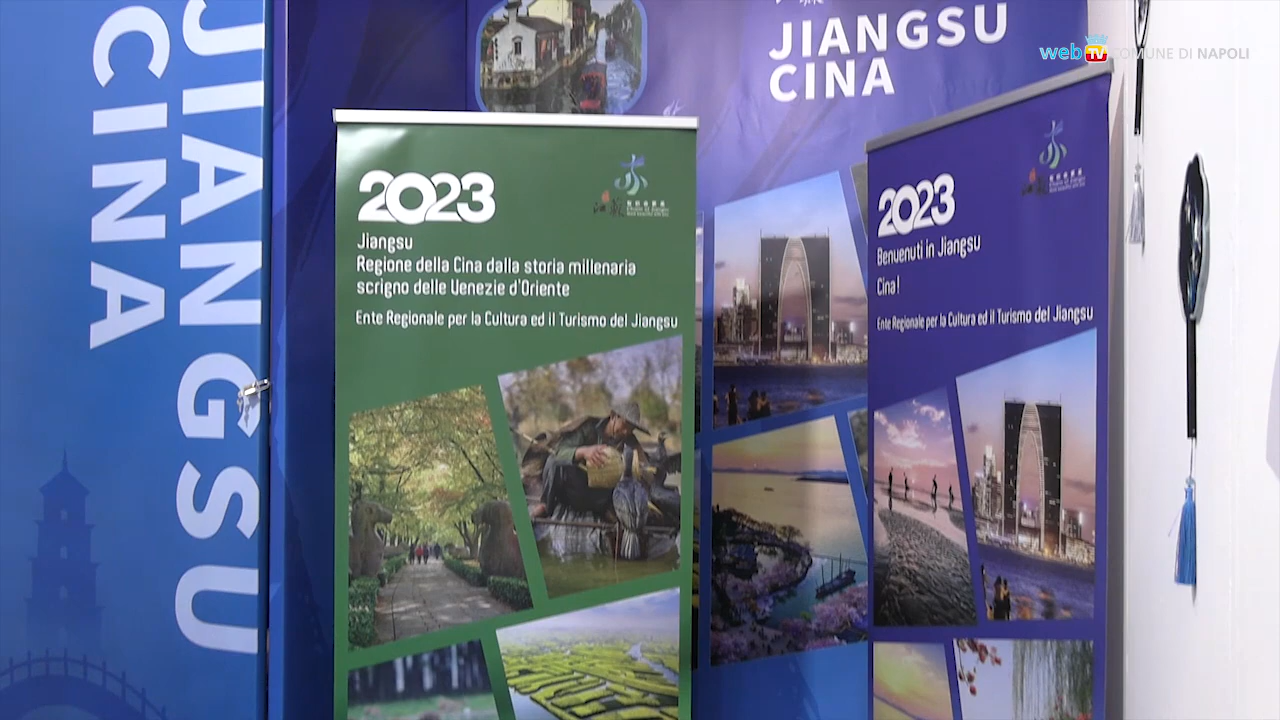 JIANGSU
CINA
JIANGSU
CINA
web TV COMUNE DI NAPOLI
2023
Jiangsu
Regione della Cina dalla storia millenaria
scrigno delle Venezie d'Oriente
Ente Regionale per la Cultura ed il Turismo del Jiangsu
2023
Benvenuti in Jiangsu
Cina!
Ente Regionale per la Cultura ed il Turismo del Jiangsu